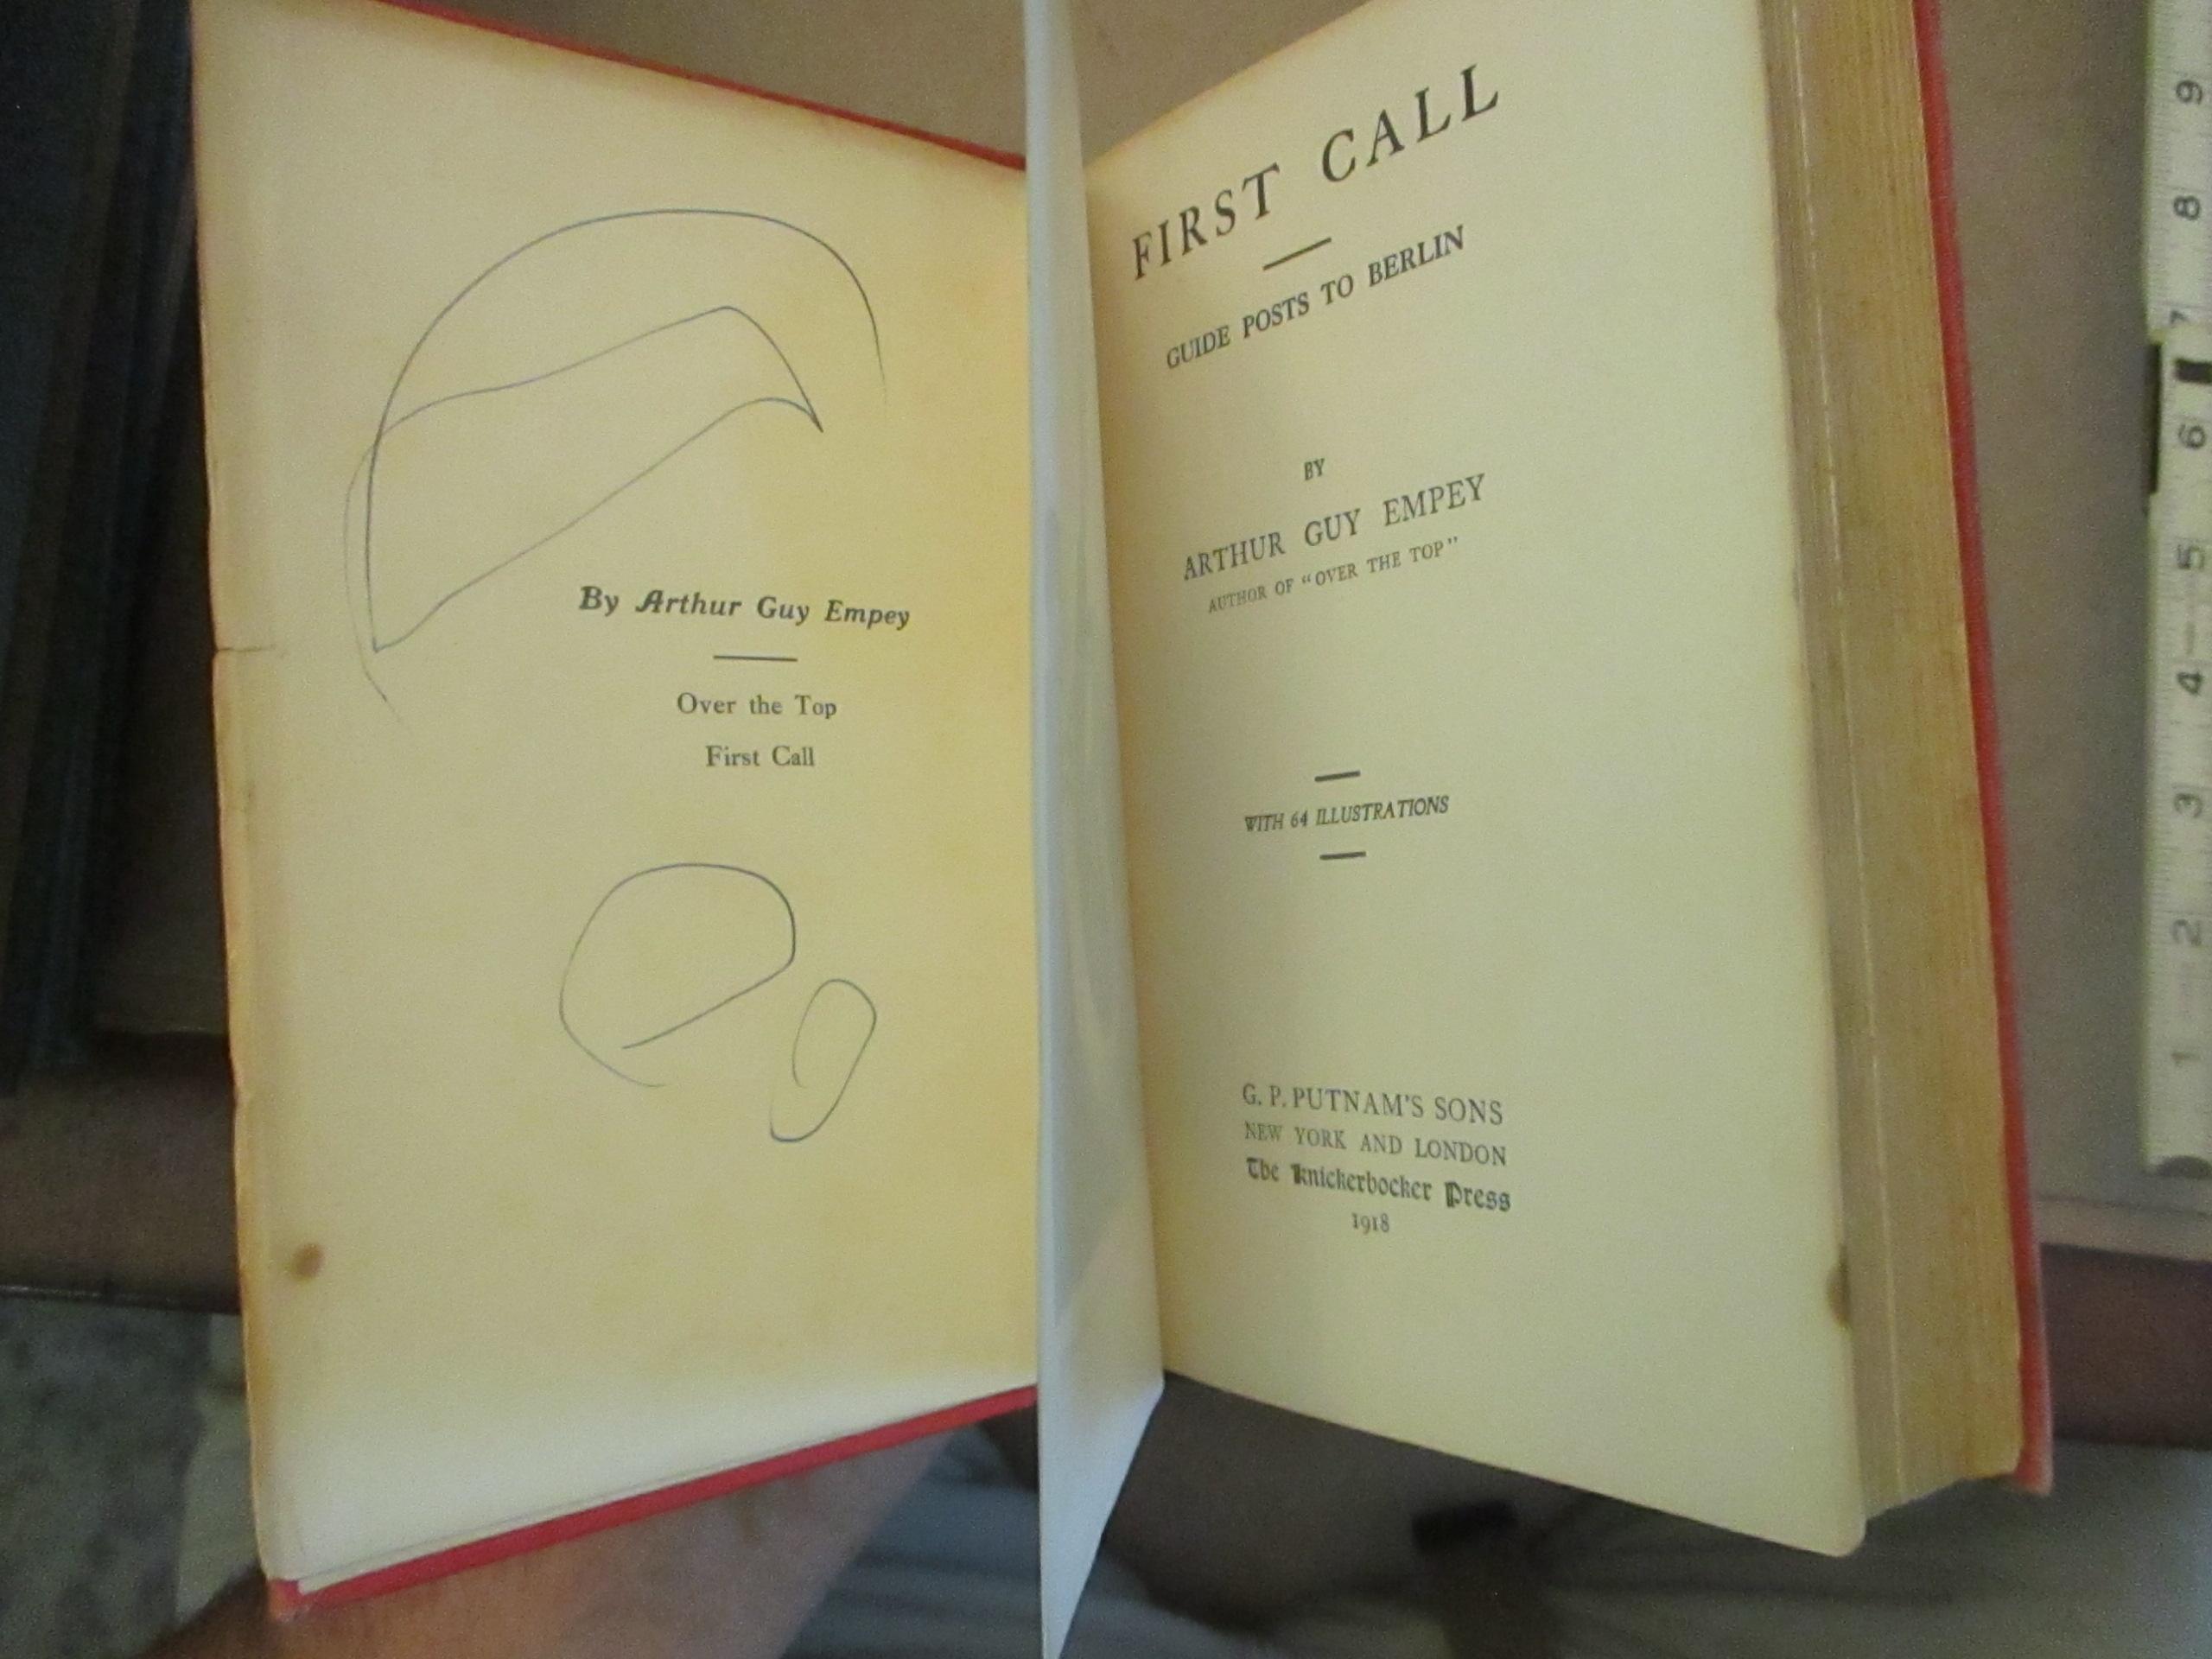 By Arthur Guy Empey
Over the Top
First Call
FIRST CALL
GUIDE POSTS TO BERLIN
BY
ARTHUR GUY EMPEY
AUTHOR OF "OVER THE TOP"
WITH 64 ILLUSTRATIONS
G. P. PUTNAM'S SONS
NEW YORK AND LONDON
The Knickerbocker Press
1918
9
8
7
6
5
4
3
2
1